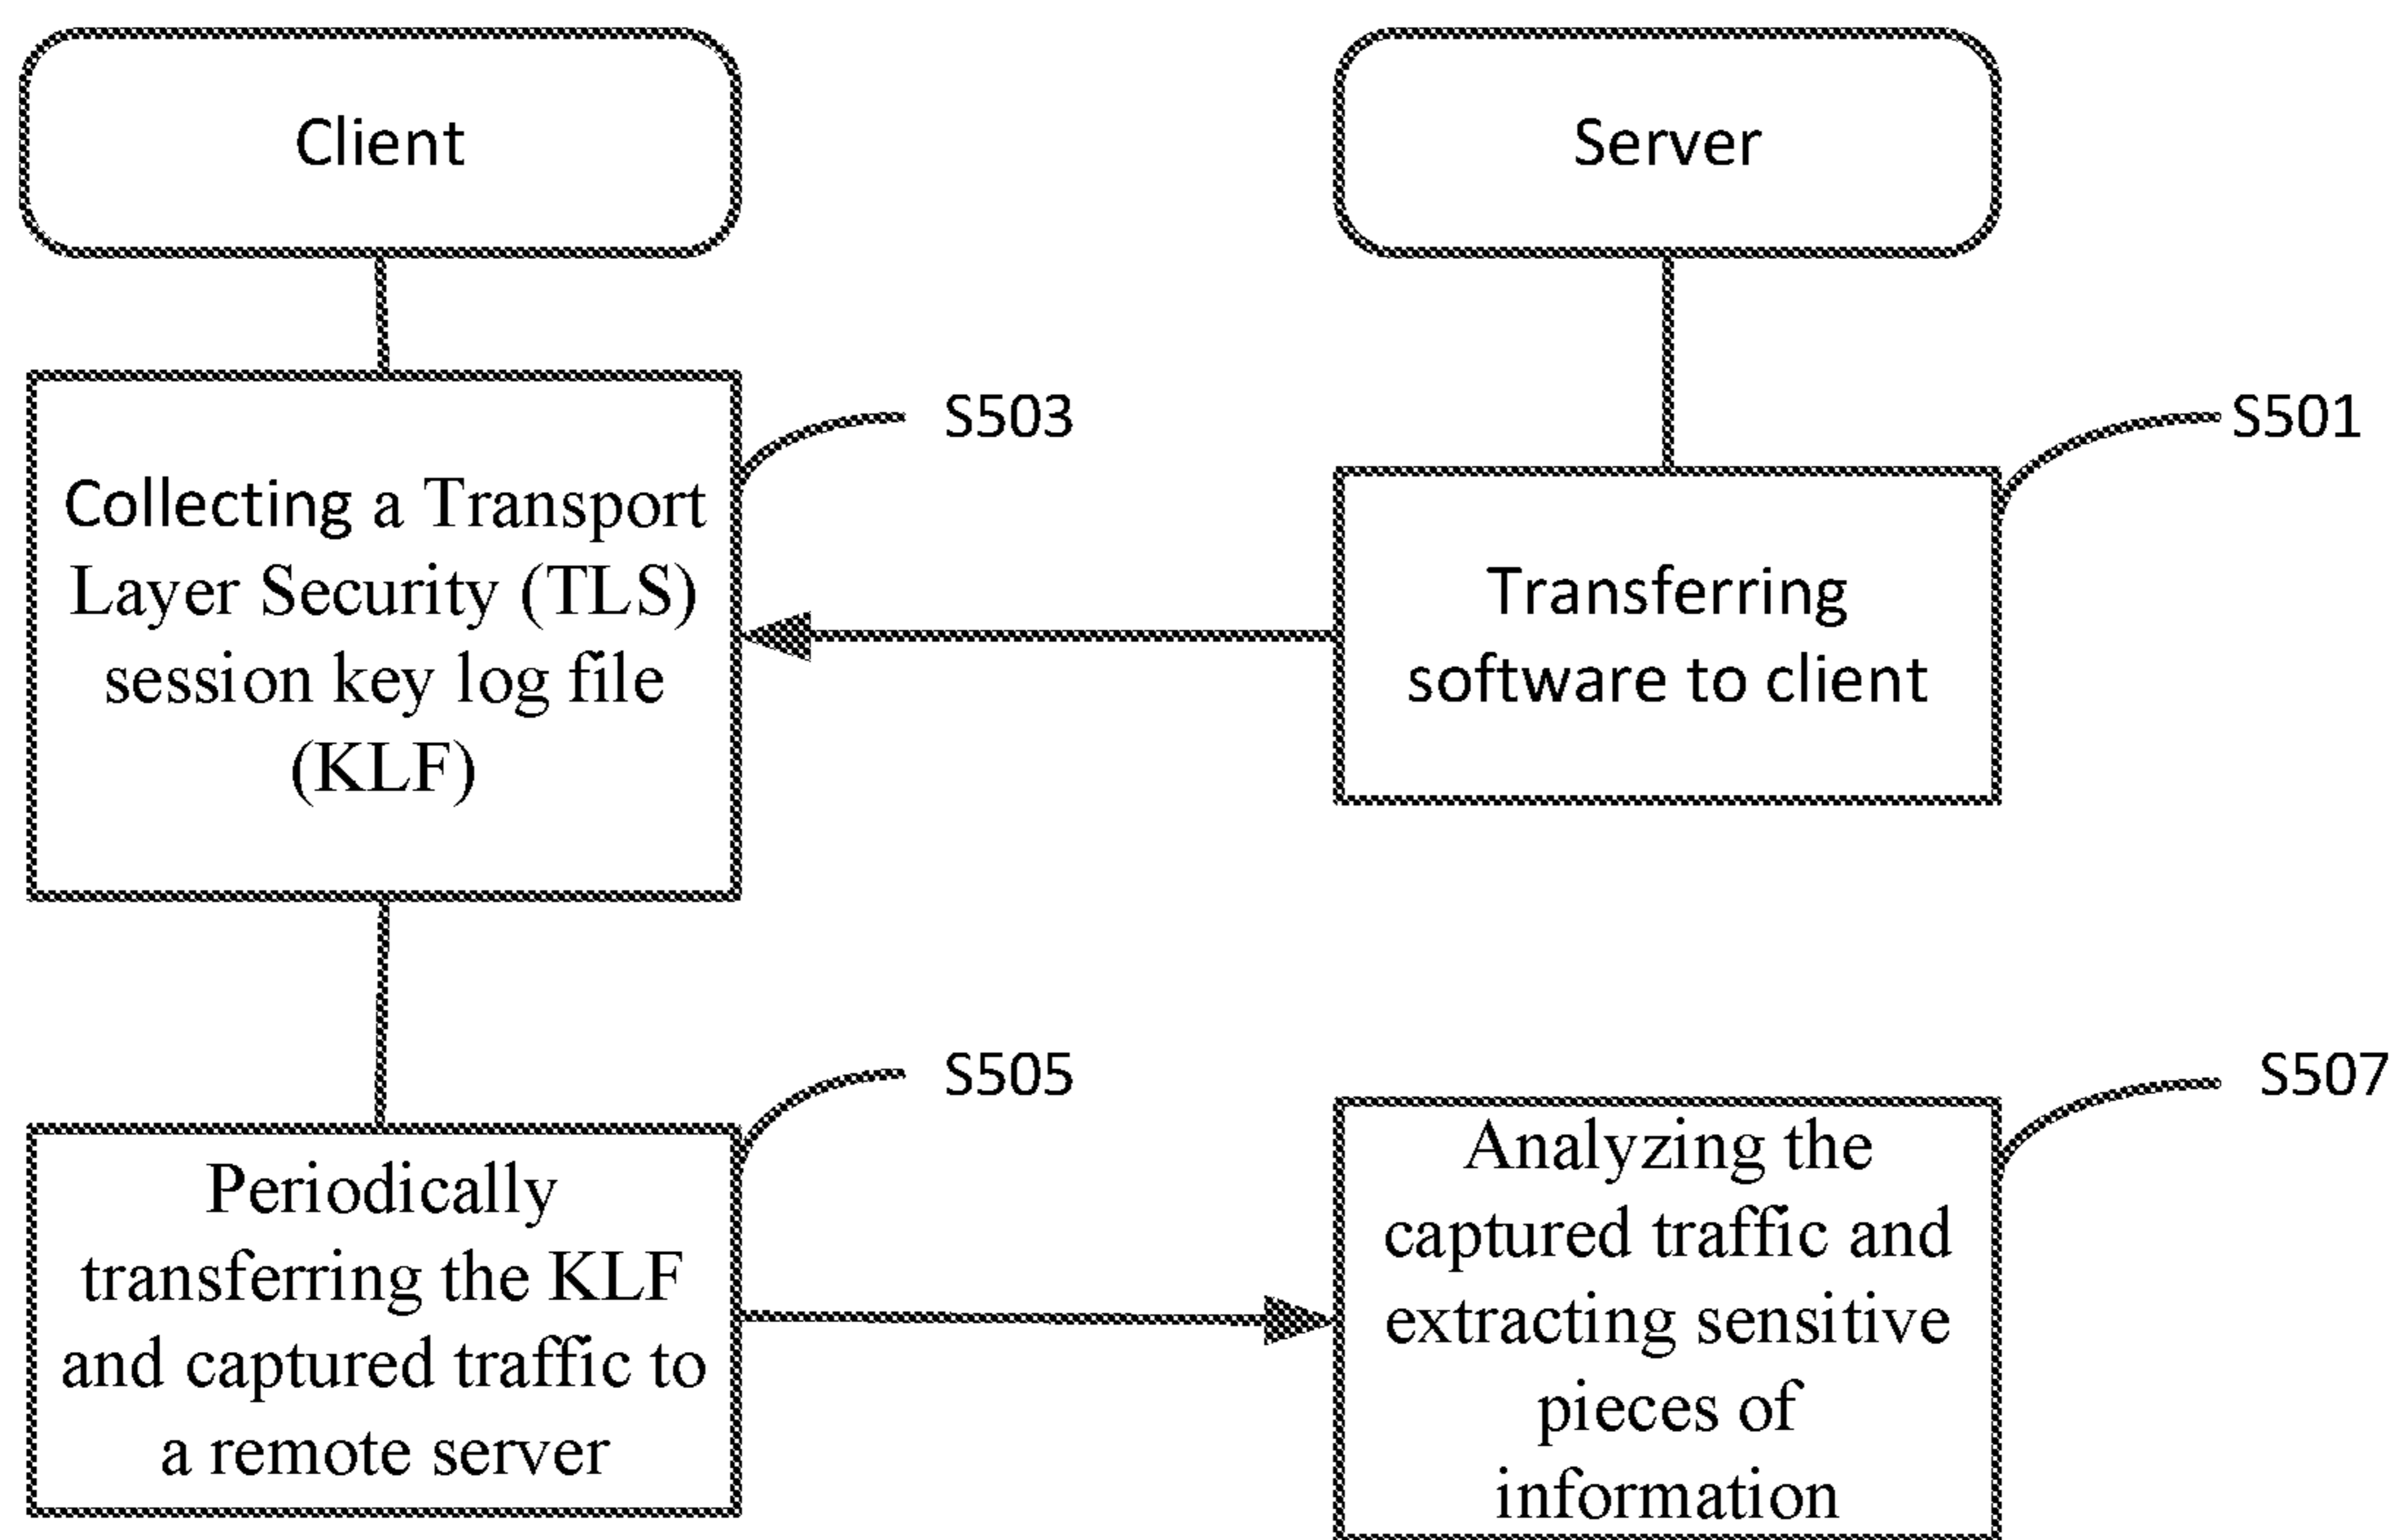 Client
Server
S503
S501
Collecting a Transport
Layer Security (TLS)
session key log file
(KLF)
Transferring
software to client
S505
S507
Periodically
transferring the KLF
and captured traffic to
a remote server
Analyzing the
captured traffic and
extracting sensitive
pieces of
information